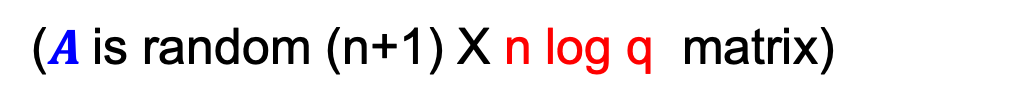 (A is random (n+1) X n log q matrix)